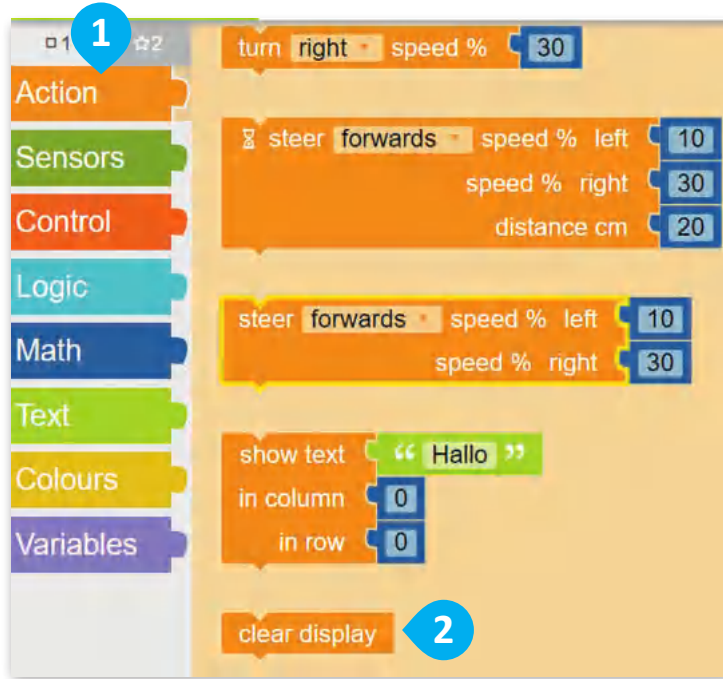 1 1 2
Action
Sensors
Control
Logic
Math
Text
Colours
Variables
turn right speed % 30
steer forwards speed % left 10
speed % right 30
distance cm 20
steer forwards speed % left 10
speed % right 30
show text “ Hallo ”
in column 0
in row 0
clear display 2